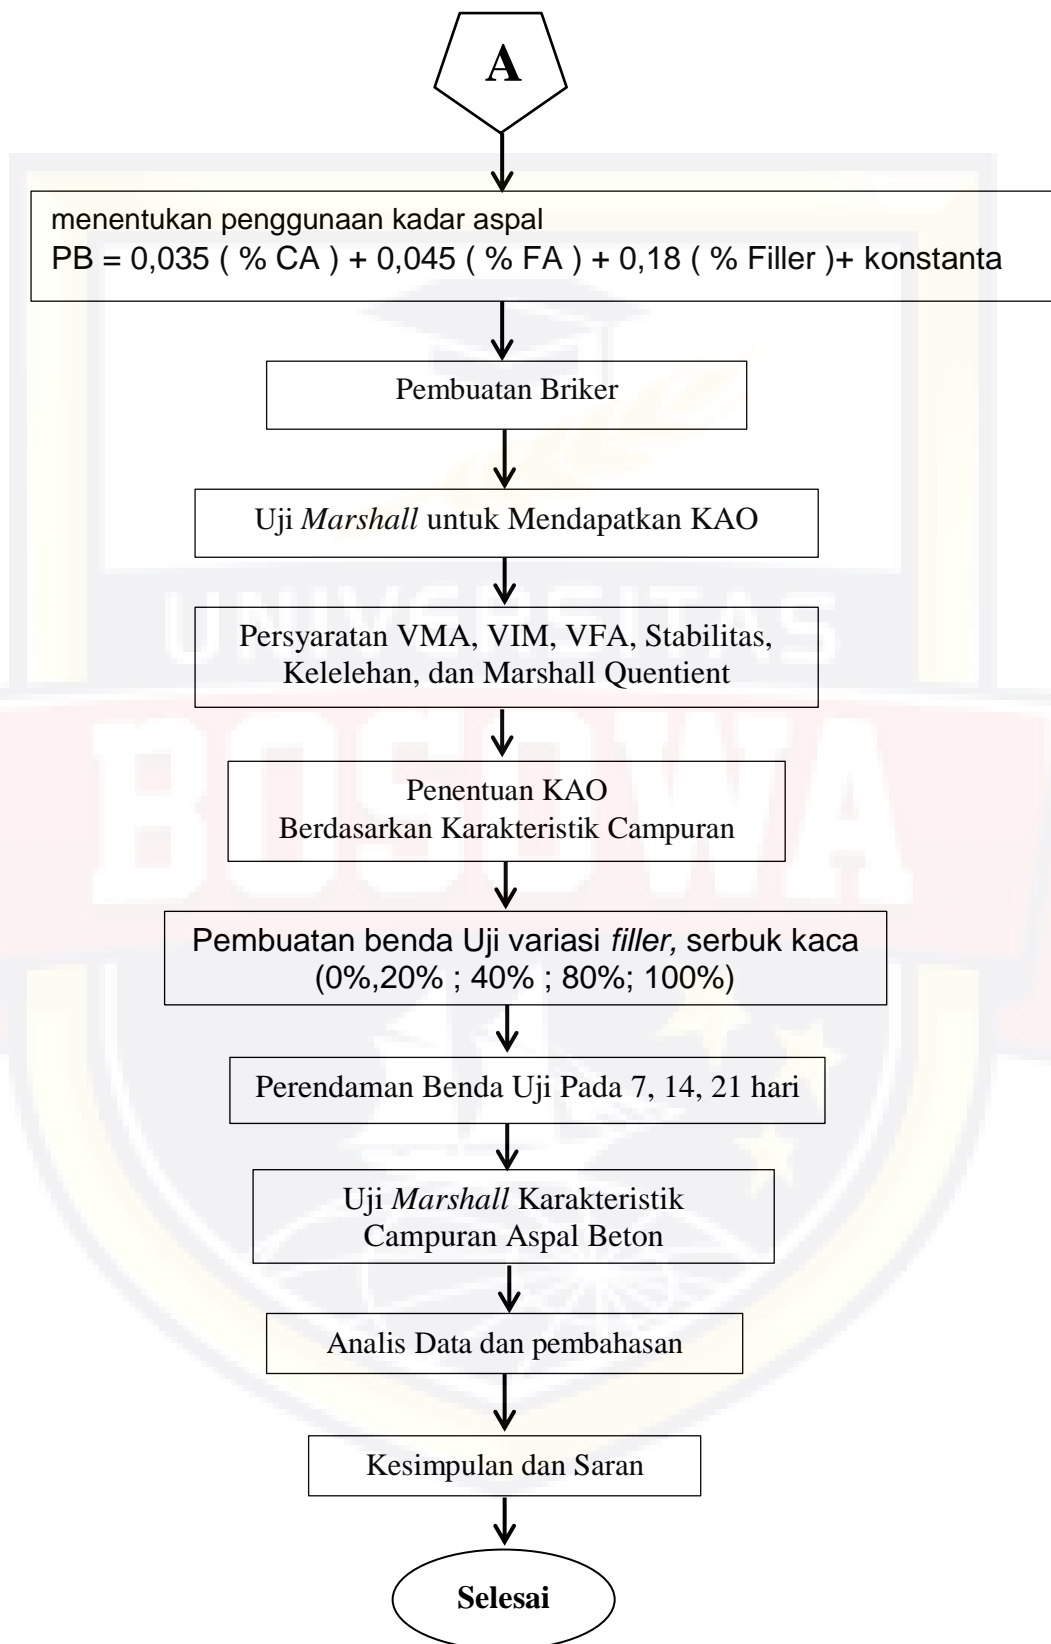 A
menentukan penggunaan kadar aspal
PB = 0,035 ( % CA ) + 0,045 ( % FA ) + 0,18 ( % Filler )+ konstanta
Pembuatan Briker
Uji Marshall untuk Mendapatkan KAO
UNIVERSITAS
Persyaratan VMA, VIM, VFA, Stabilitas,
Kelelehan, dan Marshall Quentient
BOSOWA
Penentuan KAO
Berdasarkan Karakteristik Campuran
Pembuatan benda Uji variasi filler, serbuk kaca
(0%,20% ; 40% ; 80%; 100%)
Perendaman Benda Uji Pada 7, 14, 21 hari
Uji Marshall Karakteristik
Campuran Aspal Beton
Analis Data dan pembahasan
Kesimpulan dan Saran
Selesai